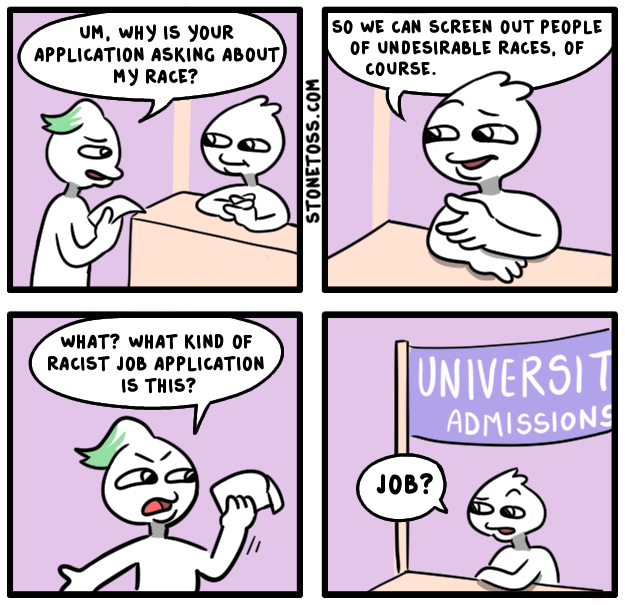 UM, WHY IS YOUR
APPLICATION ASKING ABOUT
MY RACE?
STONETOSS.COM
SO WE CAN SCREEN OUT PEOPLE
OF UNDESIRABLE RACES, OF
COURSE.
WHAT? WHAT KIND OF
RACIST JOB APPLICATION
IS THIS?
UNIVERSIT
ADMISSIONS
JOB?